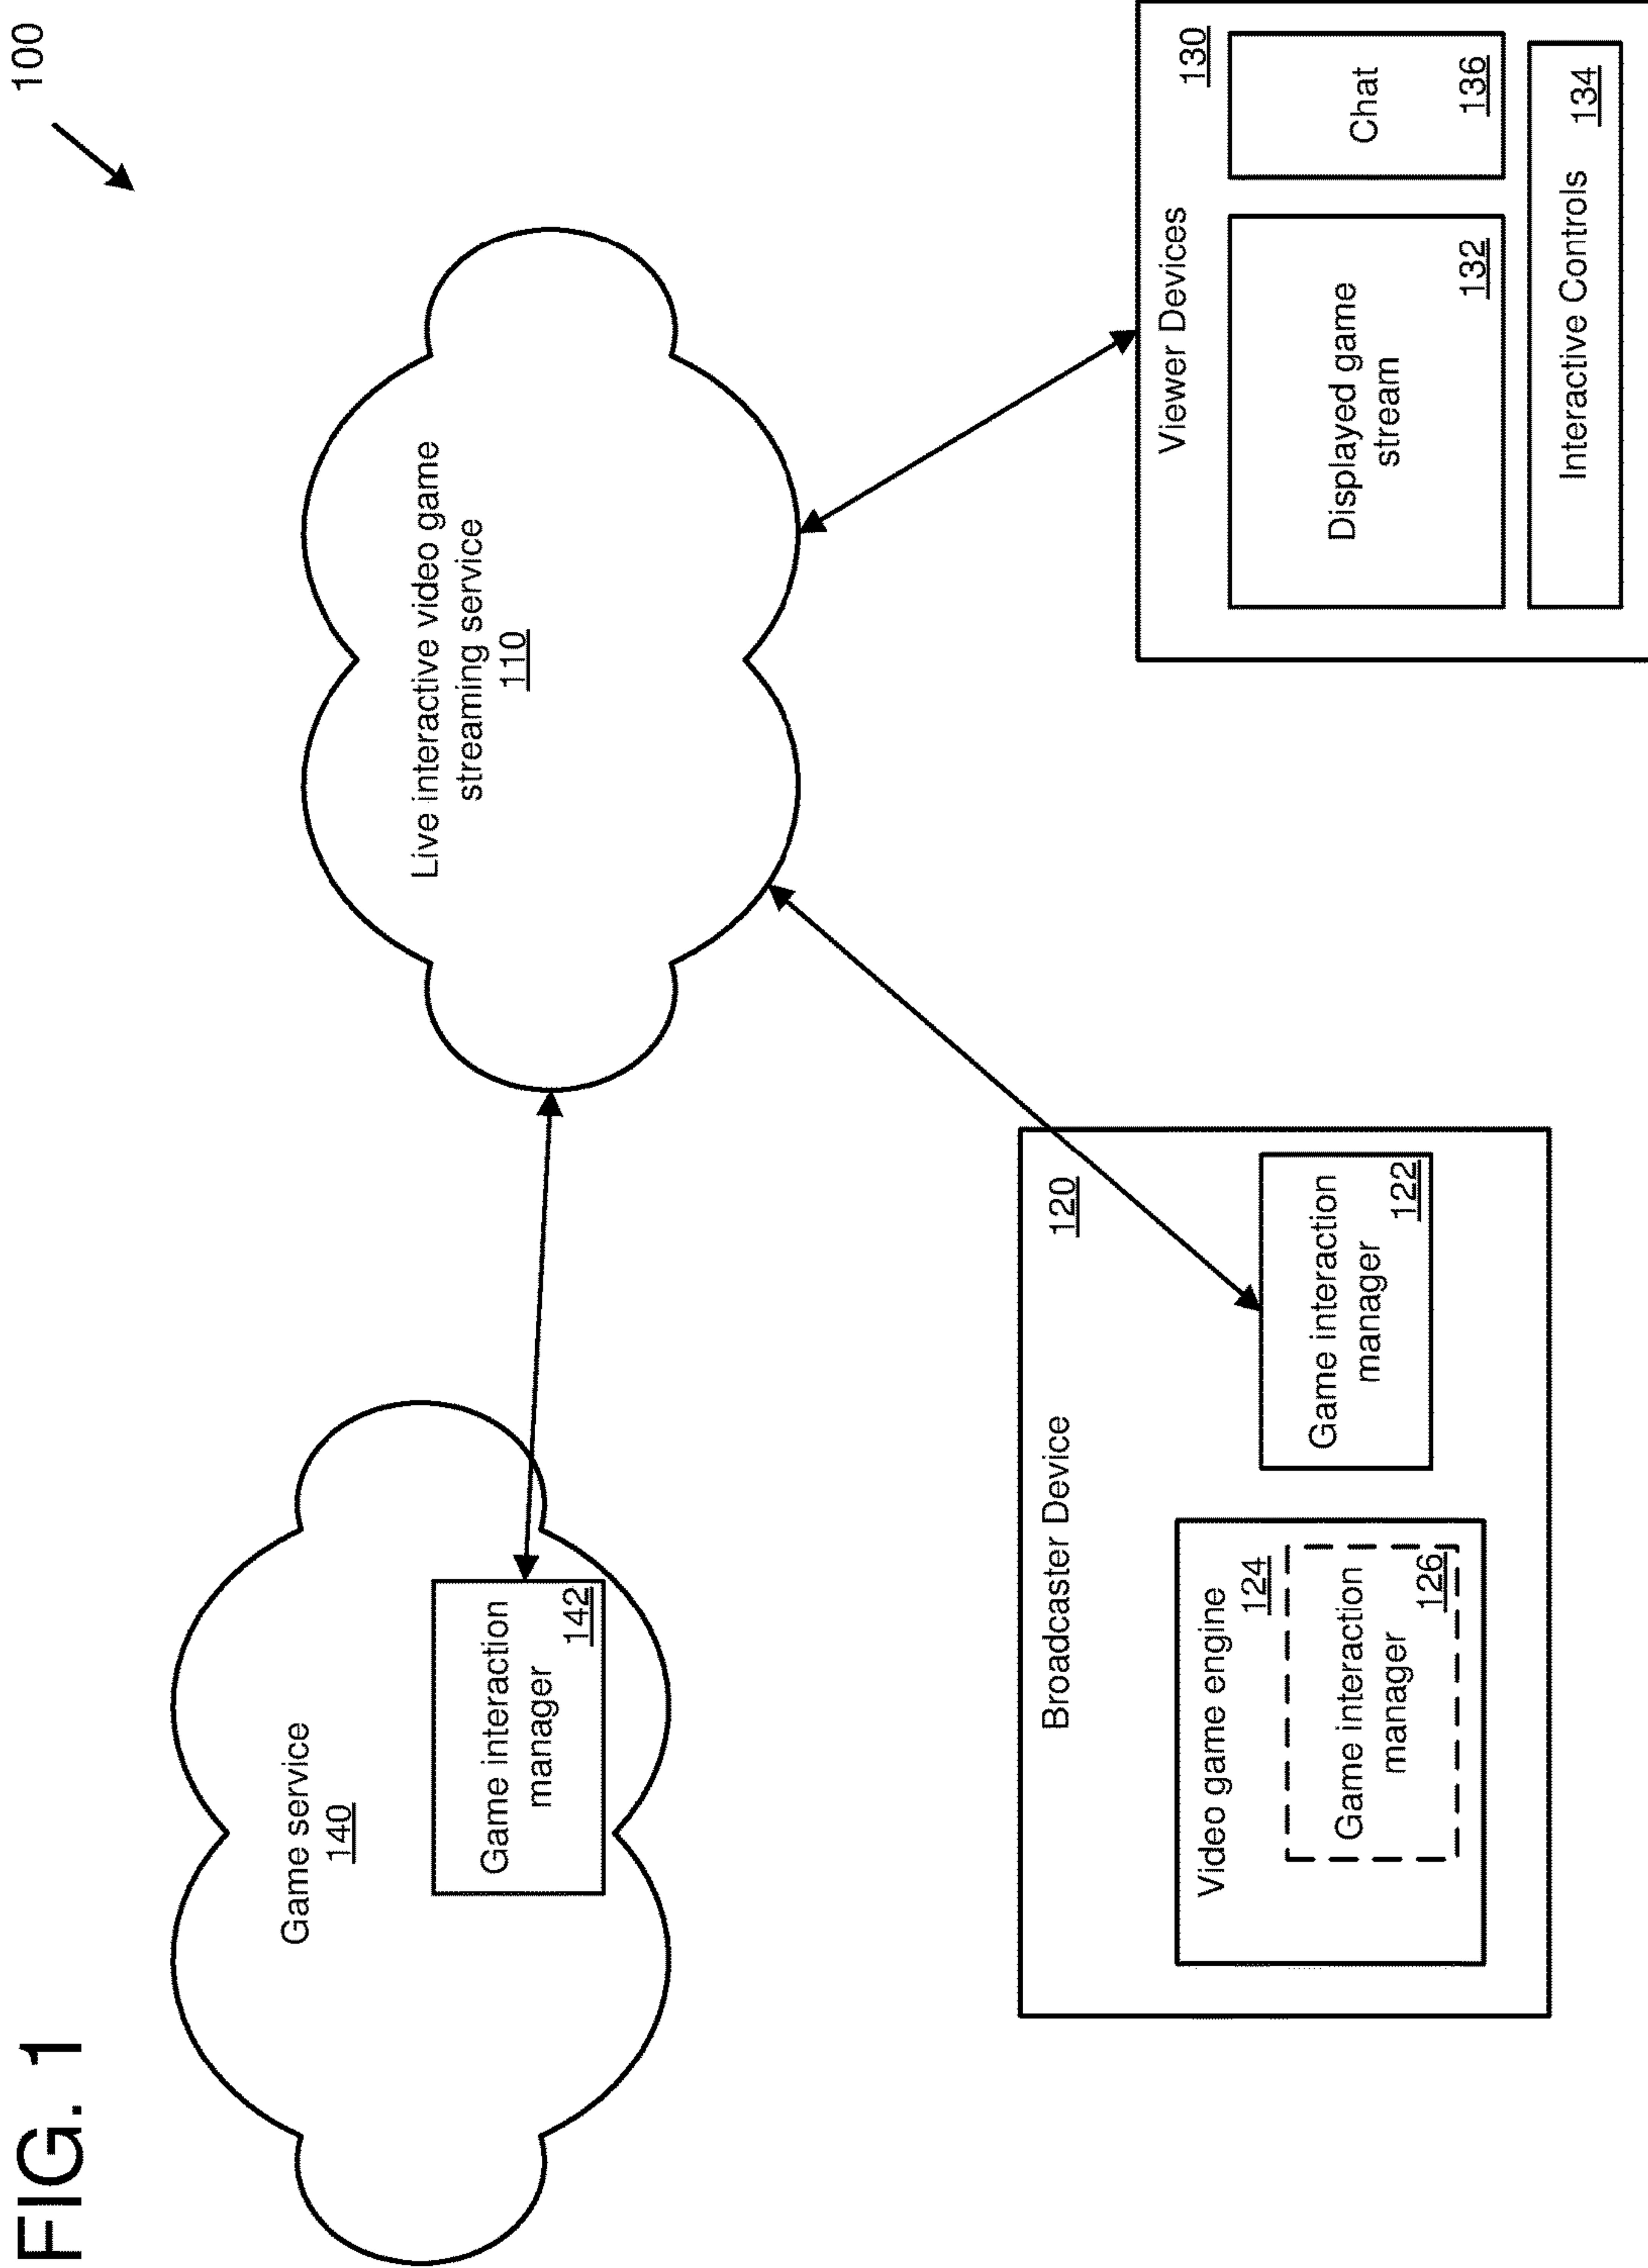 FIG. 1
100
Game service
140
Game interaction
manager
142
Live interactive video game
streaming service
110
Broadcaster Device
120
Video game engine
124
Game interaction
manager
126
Game interaction
manager
122
Viewer Devices
130
Displayed game
stream
132
Chat
136
Interactive Controls
134